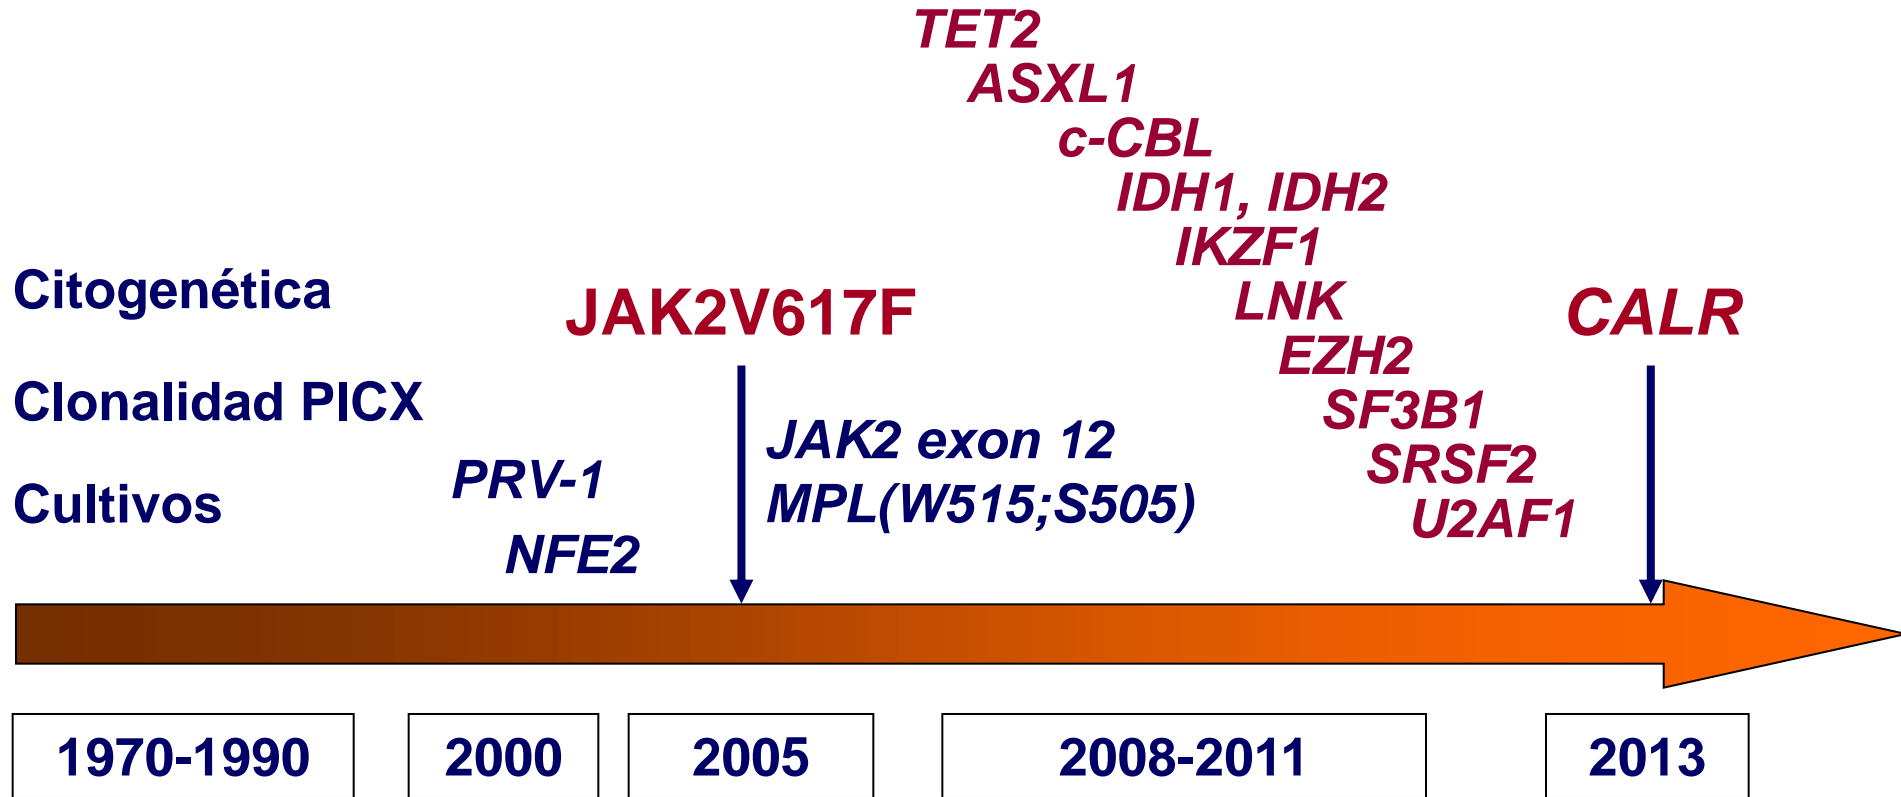 TET2
ASXL1
c-CBL
IDH1, IDH2
IKZF1
LNK
EZH2
SF3B1
SRSF2
U2AF1
Citogenética
Clonalidad PICX
Cultivos
PRV-1
NFE2
JAK2V617F
JAK2 exon 12
MPL(W515;S505)
CALR
1970-1990
2000
2005
2008-2011
2013